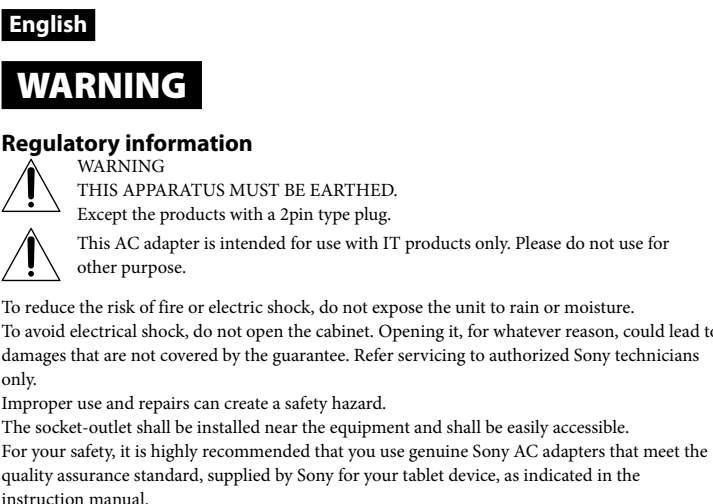 English
WARNING
Regulatory information
WARNING
THIS APPARATUS MUST BE EARTHED.
Except the products with a 2pin type plug.
This AC adapter is intended for use with IT products only. Please do not use for
other purpose.
To reduce the risk of fire or electric shock, do not expose the unit to rain or moisture.
To avoid electrical shock, do not open the cabinet. Opening it, for whatever reason, could lead to
damages that are not covered by the guarantee. Refer servicing to authorized Sony technicians
only.
Improper use and repairs can create a safety hazard.
The socket-outlet shall be installed near the equipment and shall be easily accessible.
For your safety, it is highly recommended that you use genuine Sony AC adapters that meet the
quality assurance standard, supplied by Sony for your tablet device, as indicated in the
instruction manual.